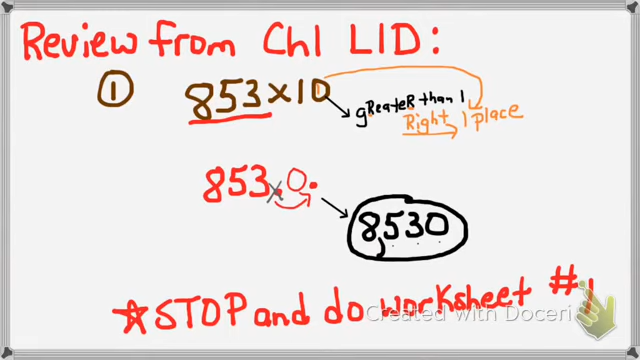 Review from Ch1 L1D:
① 853 × 10
greateR than 1
Right 1 place
853.0.
8,530
☆ STOP and do worksheet #1
Created with Doceri